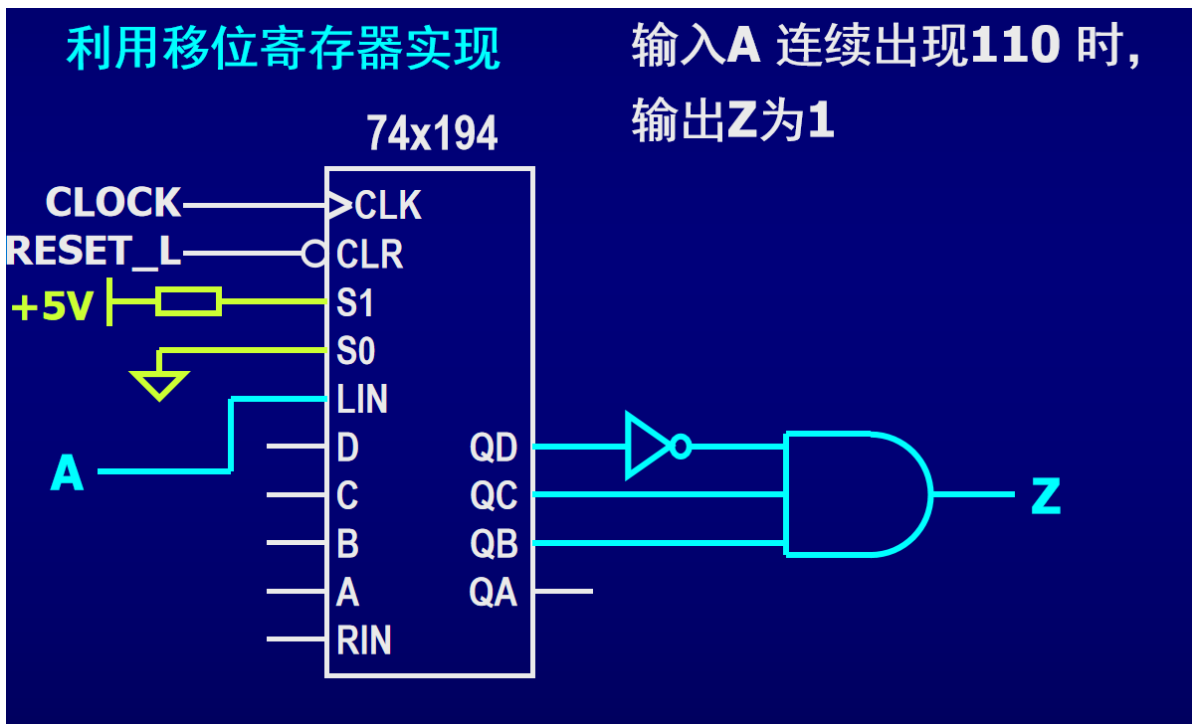 利用移位寄存器实现
输入A 连续出现110 时，
输出Z为1
74x194
CLOCK
CLK
RESET_L
CLR
+5V
S1
S0
LIN
A
D
QD
C
QC
Z
B
QB
A
QA
RIN